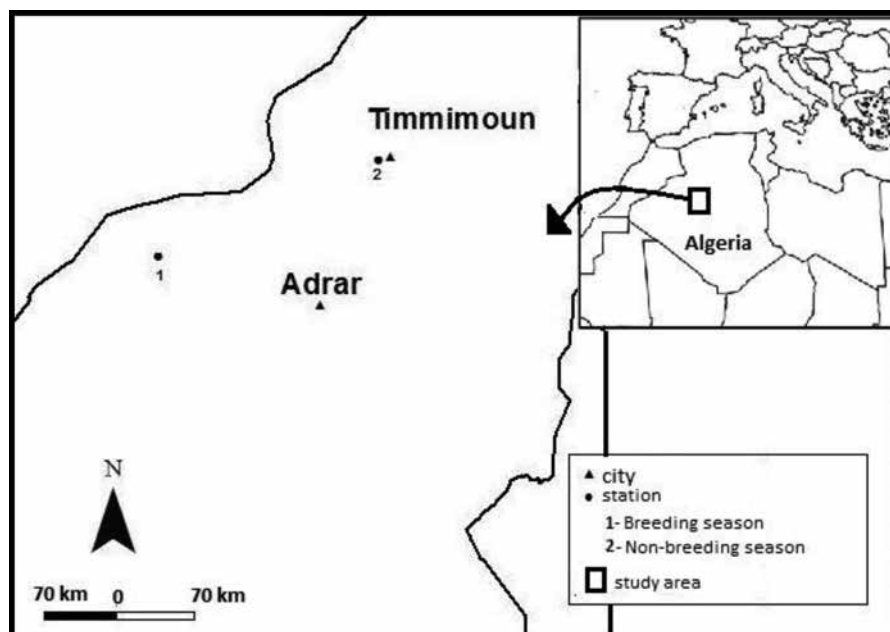 Timmimoun
2
1
Adrar
Algeria
N
70 km 0 70 km
city
station
1- Breeding season
2- Non-breeding season
study area